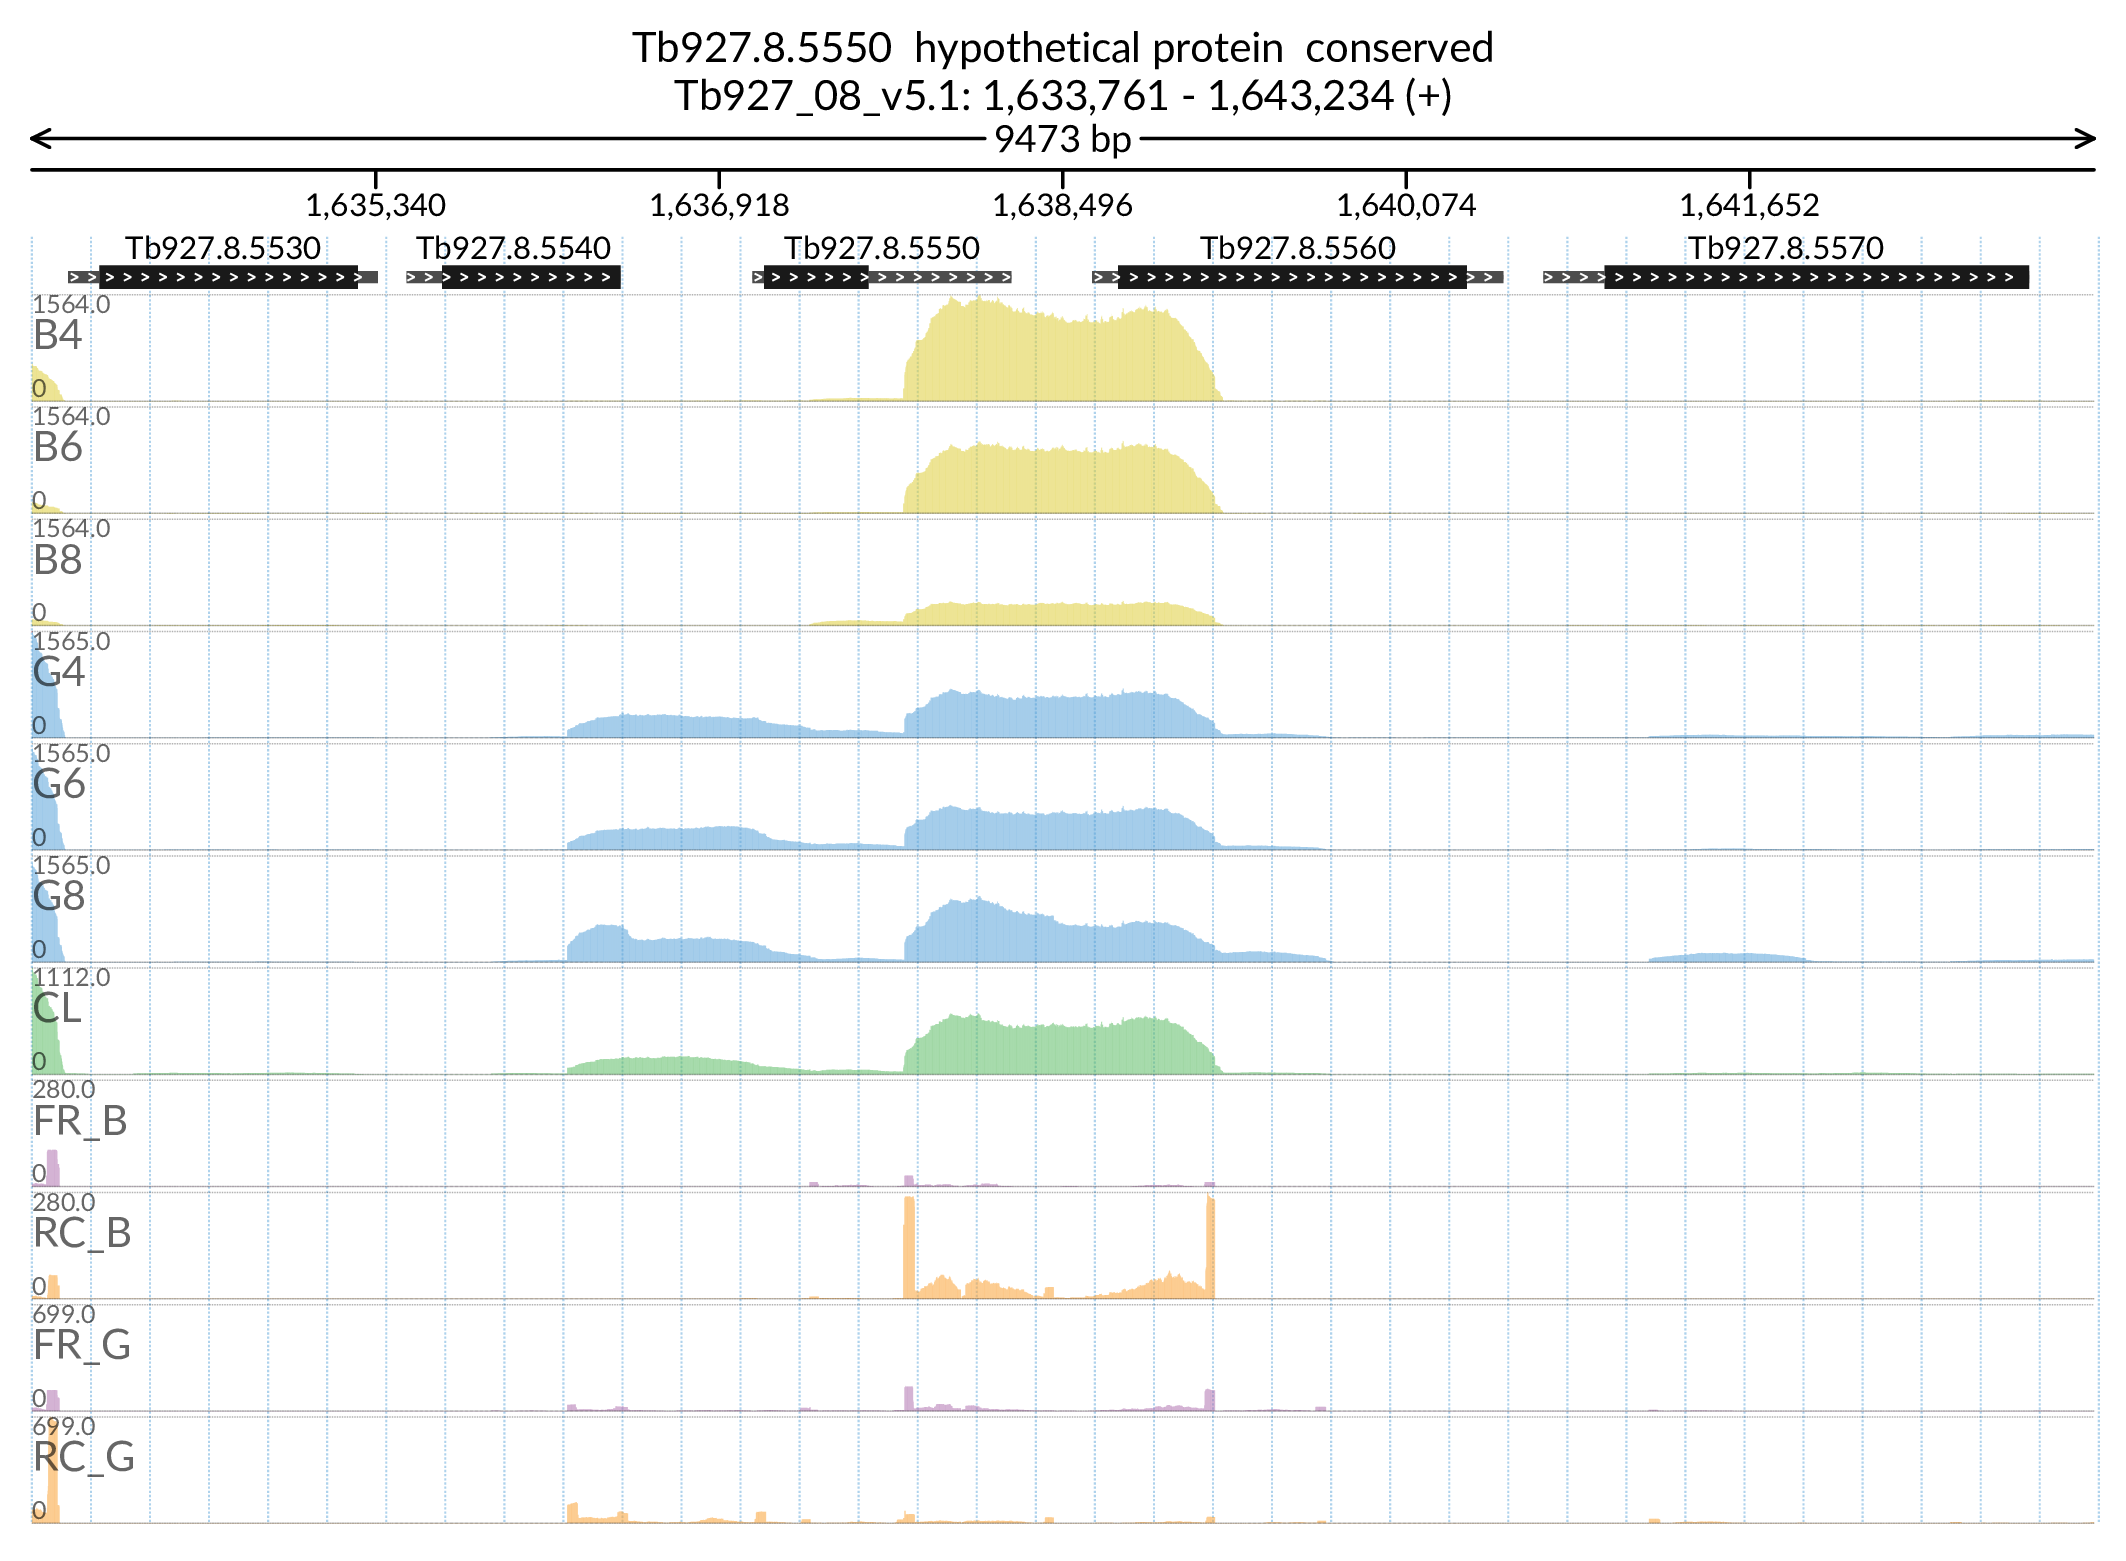 Tb927.8.5550  hypothetical protein  conserved
Tb927_08_v5.1: 1,633,761 - 1,643,234 (+)
9473 bp
1,635,340 1,636,918 1,638,496 1,640,074 1,641,652
Tb927.8.5530 Tb927.8.5540 Tb927.8.5550 Tb927.8.5560 Tb927.8.5570
1564.0
B4
0
1564.0
B6
0
1564.0
B8
0
1565.0
G4
0
1565.0
G6
0
1565.0
G8
0
1112.0
CL
0
280.0
FR_B
0
280.0
RC_B
0
699.0
FR_G
0
699.0
RC_G
0